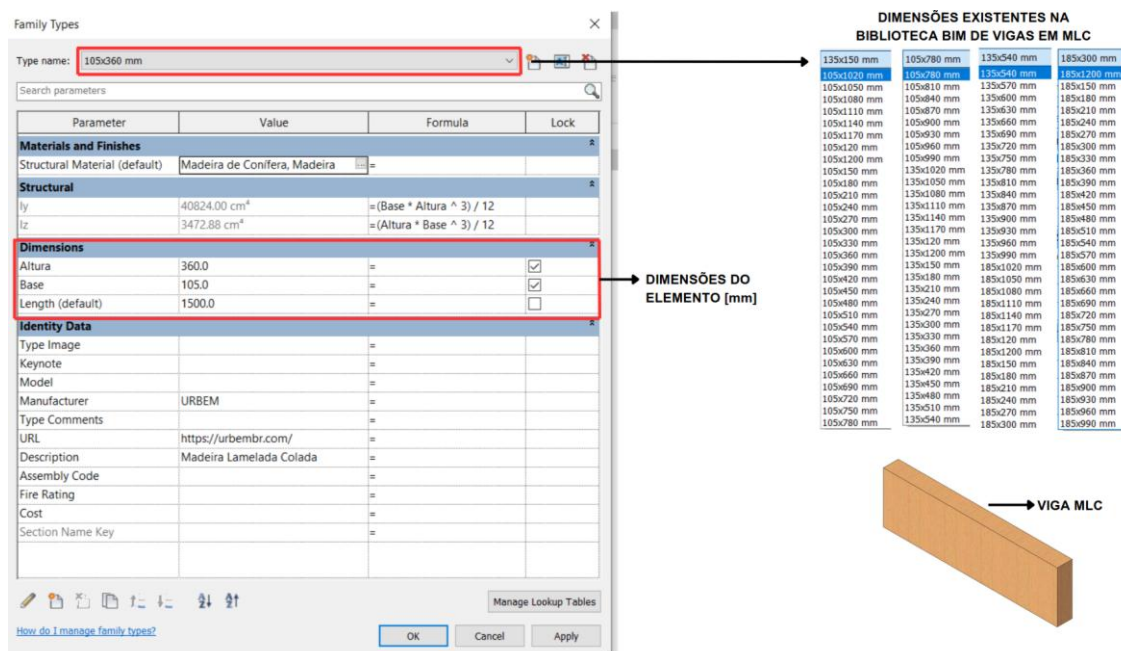 Family Types
Type name: 105x360 mm
Search parameters
Parameter Value Formula Lock
Materials and Finishes
Structural Material (default) Madeira de Conífera, Madeira =
Structural
Iy 40824.00 cm⁴ =(Base * Altura ^ 3) / 12
Iz 3472.88 cm⁴ =(Altura * Base ^ 3) / 12
Dimensions
Altura 360.0 =
Base 105.0 =
Length (default) 1500.0 =
Identity Data
Type Image =
Keynote =
Model =
Manufacturer URBEM =
Type Comments =
URL https://urbembr.com/ =
Description Madeira Lamelada Colada =
Assembly Code =
Fire Rating =
Cost =
Section Name Key =
Manage Lookup Tables
How do I manage family types?
OK Cancel Apply
DIMENSÕES DO
ELEMENTO [mm]
DIMENSÕES EXISTENTES NA
BIBLIOTECA BIM DE VIGAS EM MLC
135x150 mm
105x1020 mm
105x1050 mm
105x1080 mm
105x1110 mm
105x1140 mm
105x1170 mm
105x120 mm
105x1200 mm
105x150 mm
105x180 mm
105x210 mm
105x240 mm
105x270 mm
105x300 mm
105x330 mm
105x360 mm
105x390 mm
105x420 mm
105x450 mm
105x480 mm
105x510 mm
105x540 mm
105x570 mm
105x600 mm
105x630 mm
105x660 mm
105x690 mm
105x720 mm
105x750 mm
105x780 mm
105x780 mm
105x780 mm
105x810 mm
105x840 mm
105x870 mm
105x900 mm
105x930 mm
105x960 mm
105x990 mm
135x1020 mm
135x1050 mm
135x1080 mm
135x1110 mm
135x1140 mm
135x1170 mm
135x120 mm
135x1200 mm
135x150 mm
135x180 mm
135x210 mm
135x240 mm
135x270 mm
135x300 mm
135x330 mm
135x360 mm
135x390 mm
135x420 mm
135x450 mm
135x480 mm
135x510 mm
135x540 mm
135x540 mm
135x540 mm
135x570 mm
135x600 mm
135x630 mm
135x660 mm
135x690 mm
135x720 mm
135x750 mm
135x780 mm
135x810 mm
135x840 mm
135x870 mm
135x900 mm
135x930 mm
135x960 mm
135x990 mm
185x1020 mm
185x1050 mm
185x1080 mm
185x1110 mm
185x1140 mm
185x1170 mm
185x120 mm
185x1200 mm
185x150 mm
185x180 mm
185x210 mm
185x240 mm
185x270 mm
185x300 mm
185x300 mm
185x1200 mm
185x150 mm
185x180 mm
185x210 mm
185x240 mm
185x270 mm
185x300 mm
185x330 mm
185x360 mm
185x390 mm
185x420 mm
185x450 mm
185x480 mm
185x510 mm
185x540 mm
185x570 mm
185x600 mm
185x630 mm
185x660 mm
185x690 mm
185x720 mm
185x750 mm
185x780 mm
185x810 mm
185x840 mm
185x870 mm
185x900 mm
185x930 mm
185x960 mm
185x990 mm
VIGA MLC